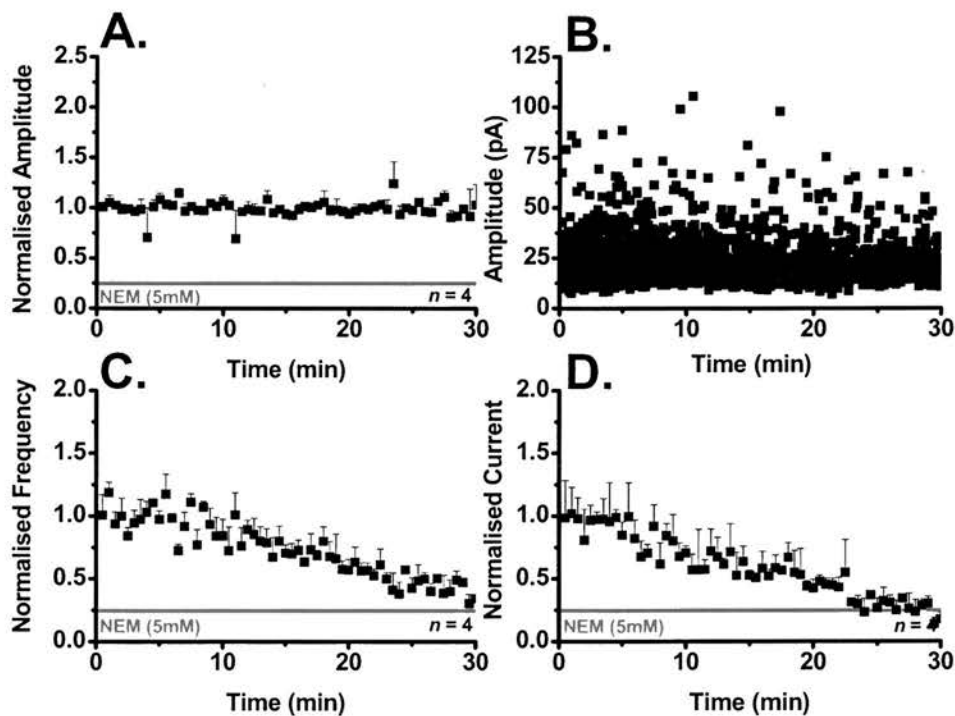 A.
Normalised Amplitude
2.5
2.0
1.5
1.0
0.5
0.0
NEM (5mM)
n = 4
0 10 20 30
Time (min)
B.
Amplitude (pA)
125
100
75
50
25
0
0 10 20 30
Time (min)
C.
Normalised Frequency
2.0
1.5
1.0
0.5
0.0
NEM (5mM)
n = 4
0 10 20 30
Time (min)
D.
Normalised Current
2.0
1.5
1.0
0.5
0.0
NEM (5mM)
n = 4
0 10 20 30
Time (min)